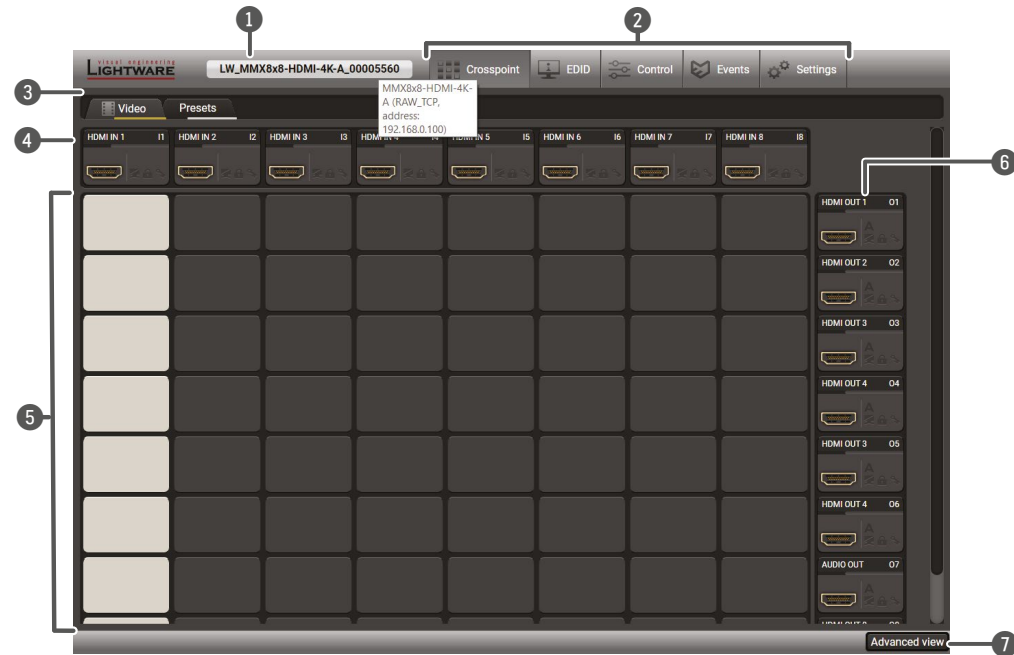 1
2
visual engineering
LIGHTWARE
LW_MMX8x8-HDMI-4K-A_00005560
Crosspoint
EDID
Control
Events
Settings
MMX8x8-HDMI-4K-
A (RAW_TCP,
address:
192.168.0.100)
3
Video
Presets
4
HDMI IN 1 I1
HDMI IN 2 I2
HDMI IN 3 I3
HDMI IN 4 I4
HDMI IN 5 I5
HDMI IN 6 I6
HDMI IN 7 I7
HDMI IN 8 I8
5
6
HDMI OUT 1 O1
A
HDMI OUT 2 O2
A
HDMI OUT 3 O3
A
HDMI OUT 4 O4
A
HDMI OUT 3 O5
A
HDMI OUT 4 O6
A
AUDIO OUT O7
A
Advanced view
7